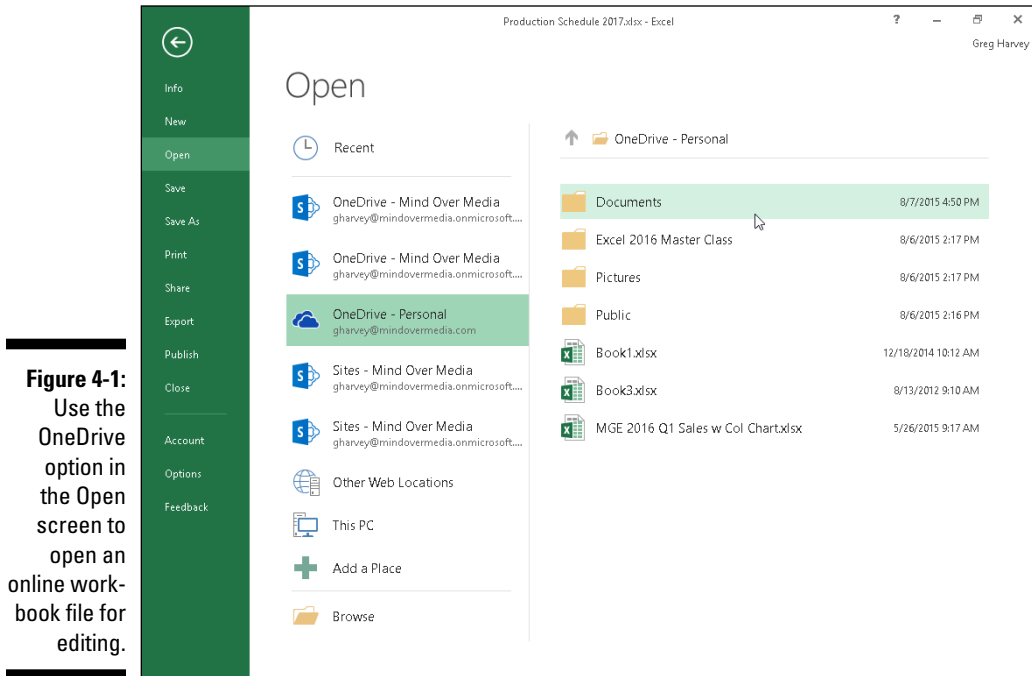 Production Schedule 2017.xlsx - Excel
?
Greg Harvey
Info
New
Open
Save
Save As
Print
Share
Export
Publish
Close
Account
Options
Feedback
Open
Recent
OneDrive - Mind Over Media
gharvey@mindovermedia.onmicrosoft....
OneDrive - Mind Over Media
gharvey@mindovermedia.onmicrosoft....
OneDrive - Personal
gharvey@mindovermedia.com
Sites - Mind Over Media
gharvey@mindovermedia.onmicrosoft....
Sites - Mind Over Media
gharvey@mindovermedia.onmicrosoft....
Other Web Locations
This PC
Add a Place
Browse
OneDrive - Personal
Documents 8/7/2015 4:50 PM
Excel 2016 Master Class 8/6/2015 2:17 PM
Pictures 8/6/2015 2:17 PM
Public 8/6/2015 2:16 PM
Book1.xlsx 12/18/2014 10:12 AM
Book3.xlsx 8/13/2012 9:10 AM
MGE 2016 Q1 Sales w Col Chart.xlsx 5/26/2015 9:17 AM
Figure 4-1:
Use the
OneDrive
option in
the Open
screen to
open an
online work-
book file for
editing.